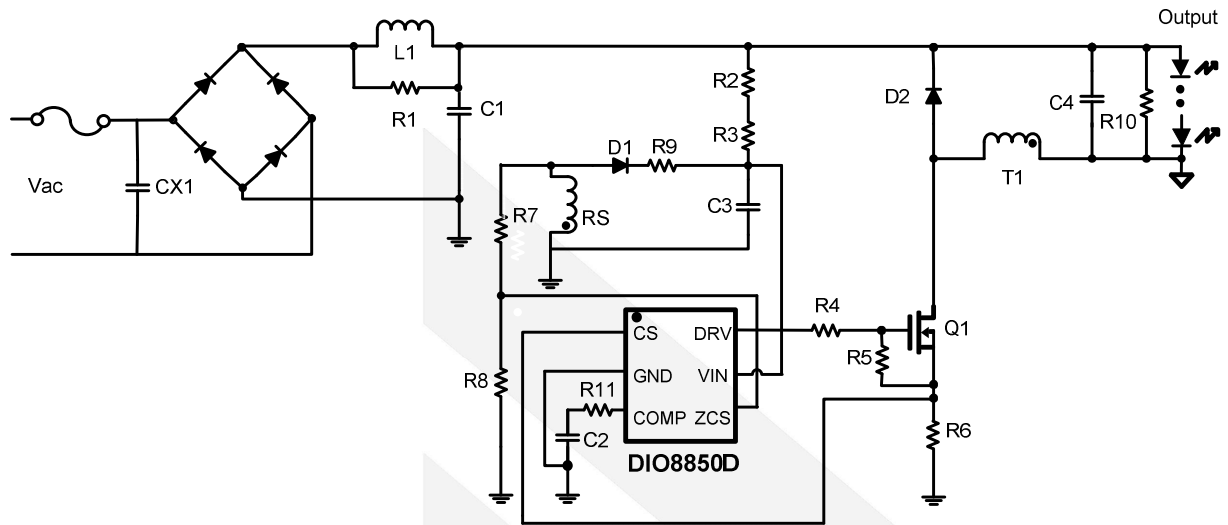 Output
L1
R2
D2
R1
C1
C4
R10
R3
D1
R9
T1
Vac
CX1
RS
C3
R7
CS
DRV
R4
Q1
R5
GND
VIN
R8
R11
COMP
ZCS
R6
C2
DIO8850D